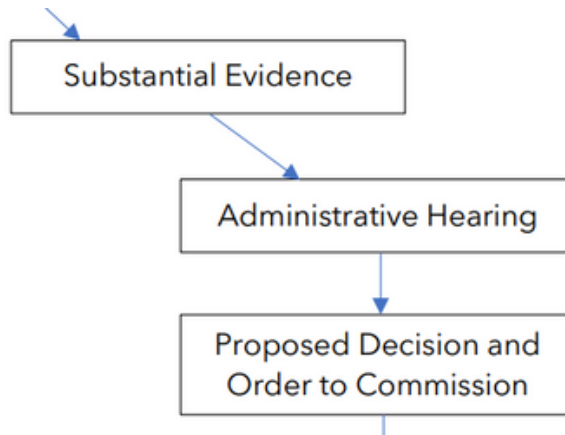 Substantial Evidence
Administrative Hearing
Proposed Decision and
Order to Commission